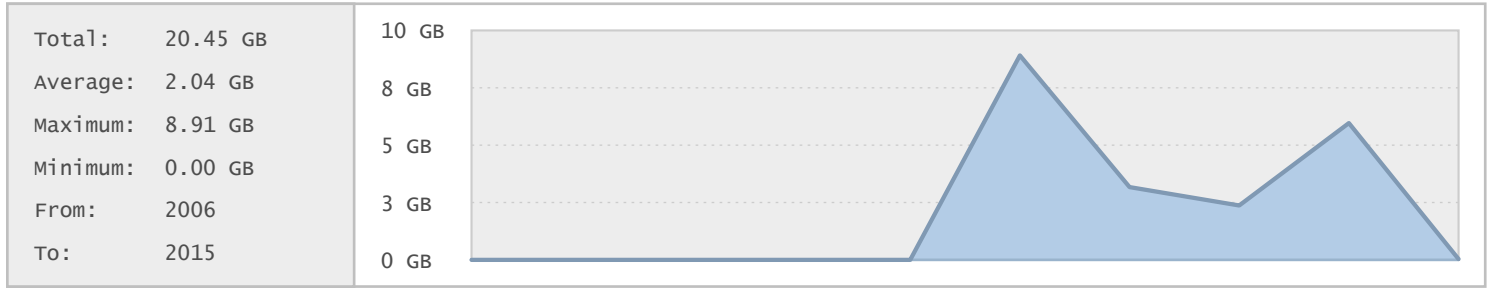 Total: 20.45 GB
Average: 2.04 GB
Maximum: 8.91 GB
Minimum: 0.00 GB
From: 2006
To: 2015
10 GB
8 GB
5 GB
3 GB
0 GB